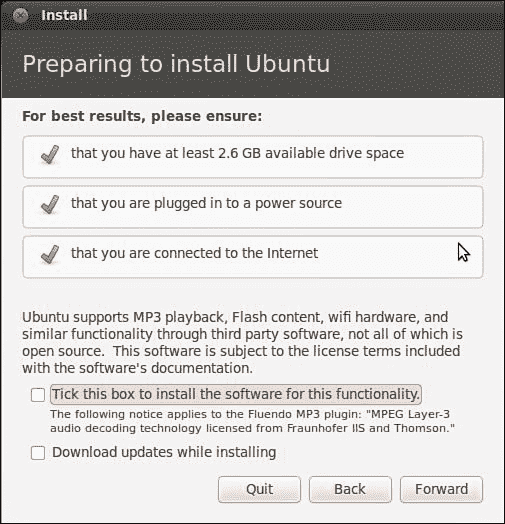 Install
Preparing to install Ubuntu
For best results, please ensure:
that you have at least 2.6 GB available drive space
that you are plugged in to a power source
that you are connected to the Internet
Ubuntu supports MP3 playback, Flash content, wifi hardware, and
similar functionality through third party software, not all of which is
open source.  This software is subject to the license terms included
with the software's documentation.
Tick this box to install the software for this functionality.
The following notice applies to the Fluendo MP3 plugin: "MPEG Layer-3
audio decoding technology licensed from Fraunhofer IIS and Thomson."
Download updates while installing
Quit Back Forward